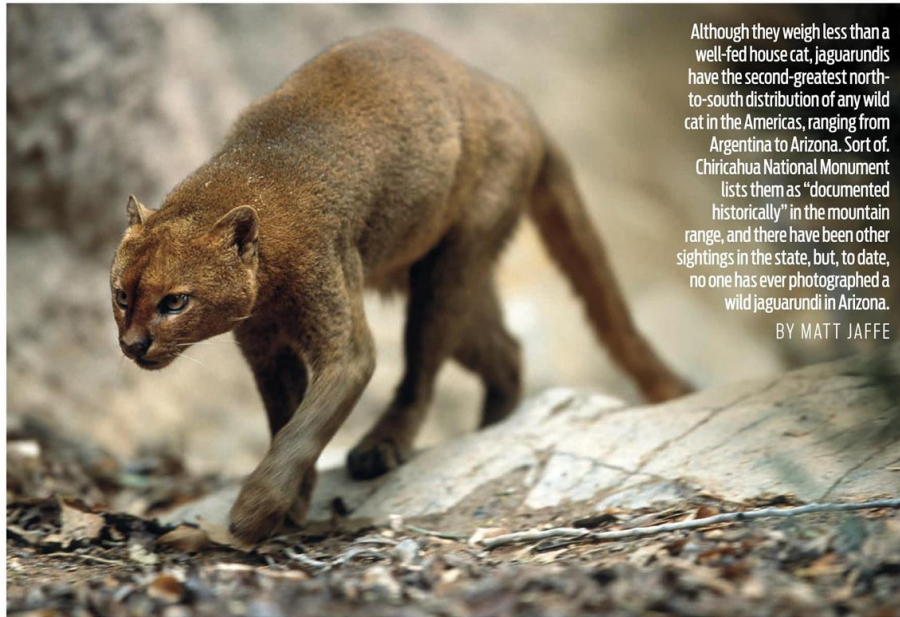 Although they weigh less than a
well-fed house cat, jaguarundis
have the second-greatest north-
to-south distribution of any wild
cat in the Americas, ranging from
Argentina to Arizona. Sort of.
Chiricahua National Monument
lists them as “documented
historically” in the mountain
range, and there have been other
sightings in the state, but, to date,
no one has ever photographed a
wild jaguarundi in Arizona.
BY MATT JAFFE